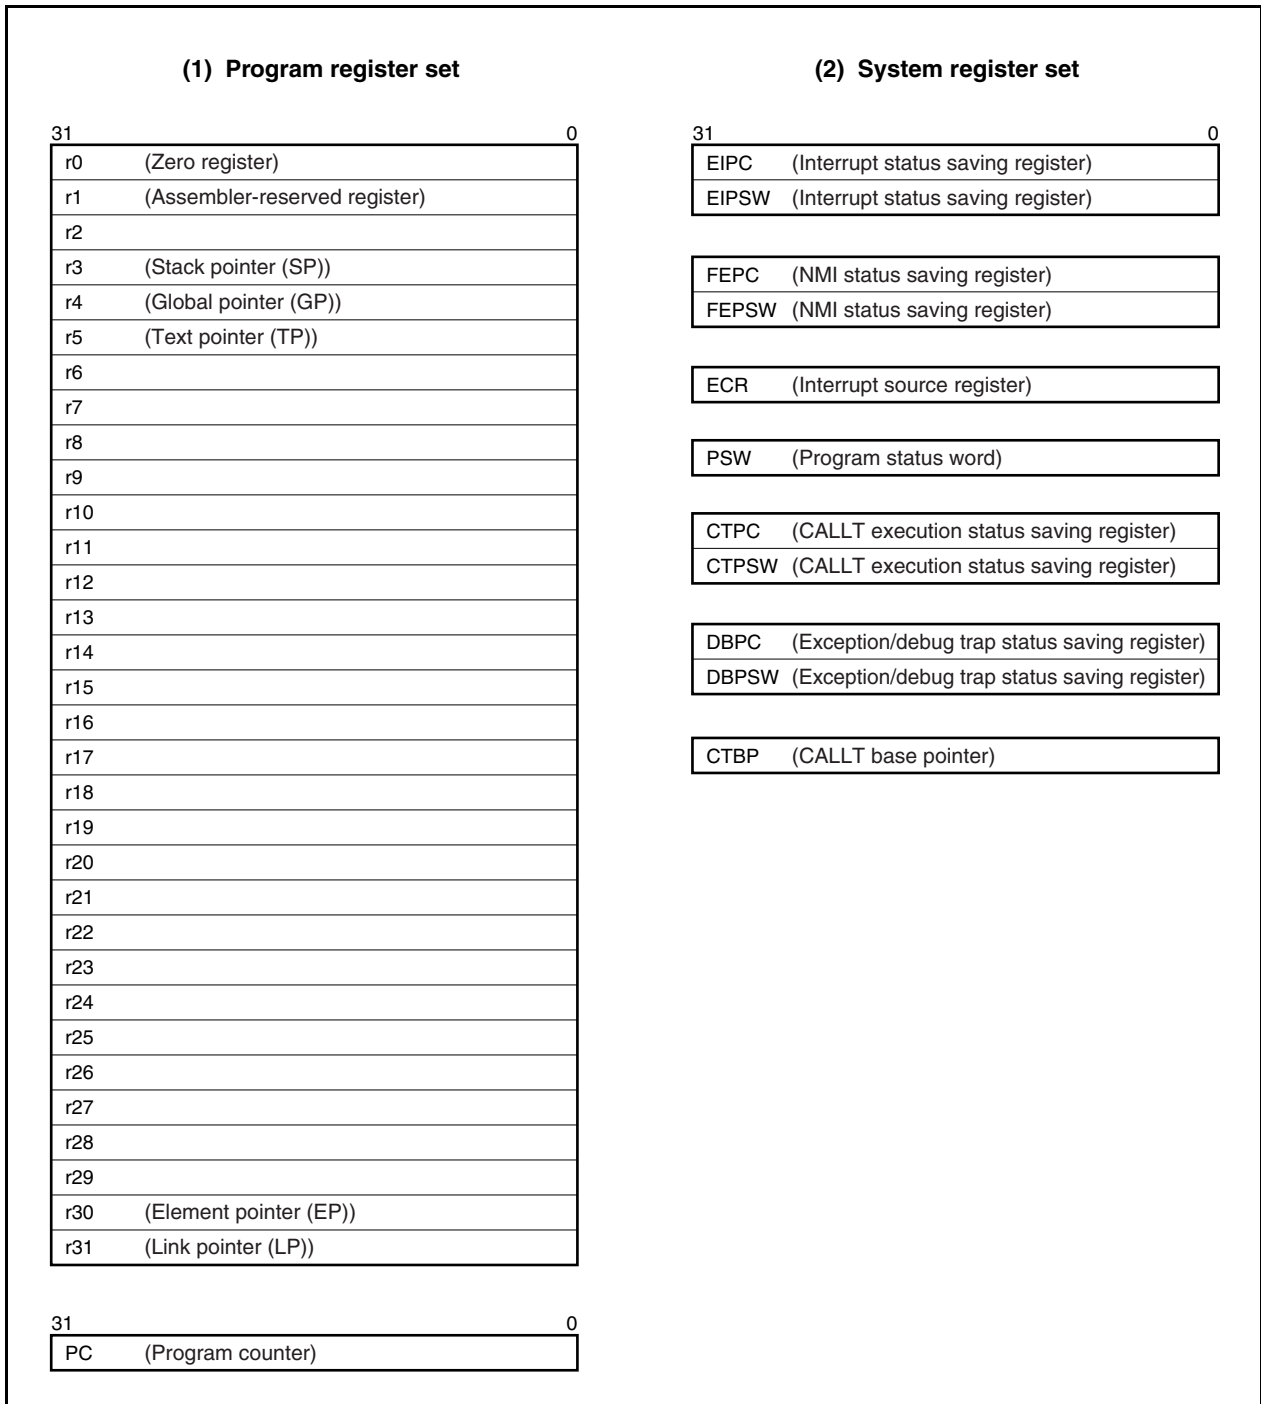 (1) Program register set
31 0
r0 (Zero register)
r1 (Assembler-reserved register)
r2
r3 (Stack pointer (SP))
r4 (Global pointer (GP))
r5 (Text pointer (TP))
r6
r7
r8
r9
r10
r11
r12
r13
r14
r15
r16
r17
r18
r19
r20
r21
r22
r23
r24
r25
r26
r27
r28
r29
r30 (Element pointer (EP))
r31 (Link pointer (LP))
31 0
PC (Program counter)
(2) System register set
31 0
EIPC (Interrupt status saving register)
EIPSW (Interrupt status saving register)
FEPC (NMI status saving register)
FEPSW (NMI status saving register)
ECR (Interrupt source register)
PSW (Program status word)
CTPC (CALLT execution status saving register)
CTPSW (CALLT execution status saving register)
DBPC (Exception/debug trap status saving register)
DBPSW (Exception/debug trap status saving register)
CTBP (CALLT base pointer)